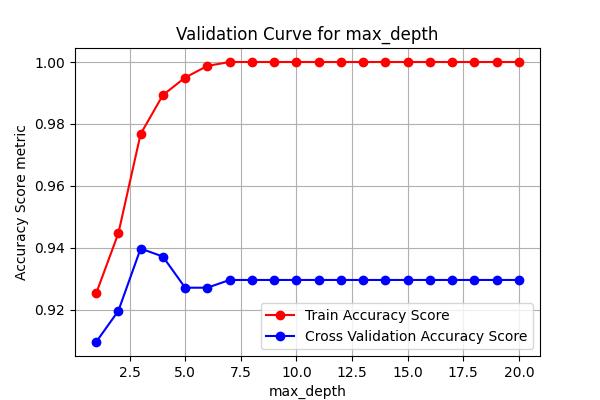 Validation Curve for max_depth
1.00
0.98
0.96
0.94
0.92
Accuracy Score metric
Train Accuracy Score
Cross Validation Accuracy Score
2.5 5.0 7.5 10.0 12.5 15.0 17.5 20.0
max_depth